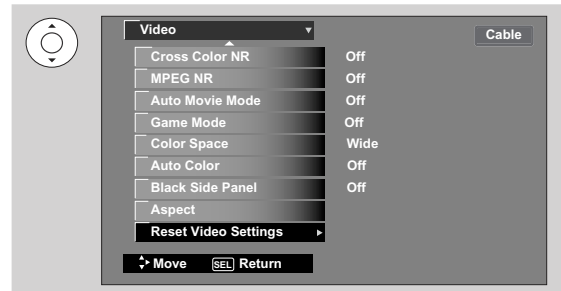 Video
Cable
Cross Color NR Off
MPEG NR Off
Auto Movie Mode Off
Game Mode Off
Color Space Wide
Auto Color Off
Black Side Panel Off
Aspect
Reset Video Settings
Move SEL Return